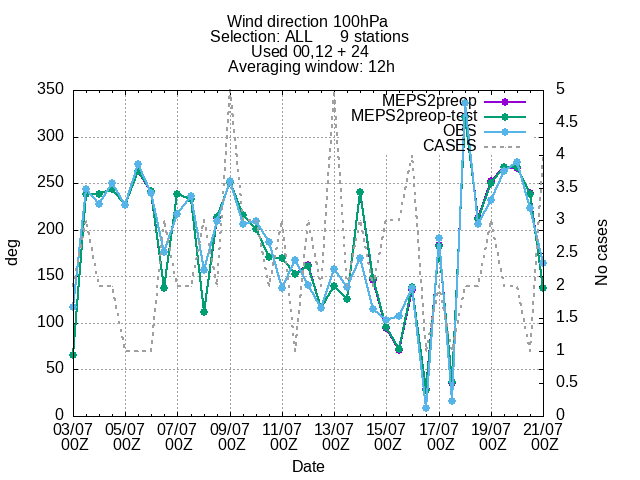 Wind direction 100hPa
Selection: ALL 9 stations
Used 00,12 + 24
Averaging window: 12h
MEPS2preop
MEPS2preop-test
OBS
CASES
deg
350
300
250
200
150
100
50
0
No cases
5
4.5
4
3.5
3
2.5
2
1.5
1
0.5
0
03/07 05/07 07/07 09/07 11/07 13/07 15/07 17/07 19/07 21/07
00Z 00Z 00Z 00Z 00Z 00Z 00Z 00Z 00Z 00Z
Date